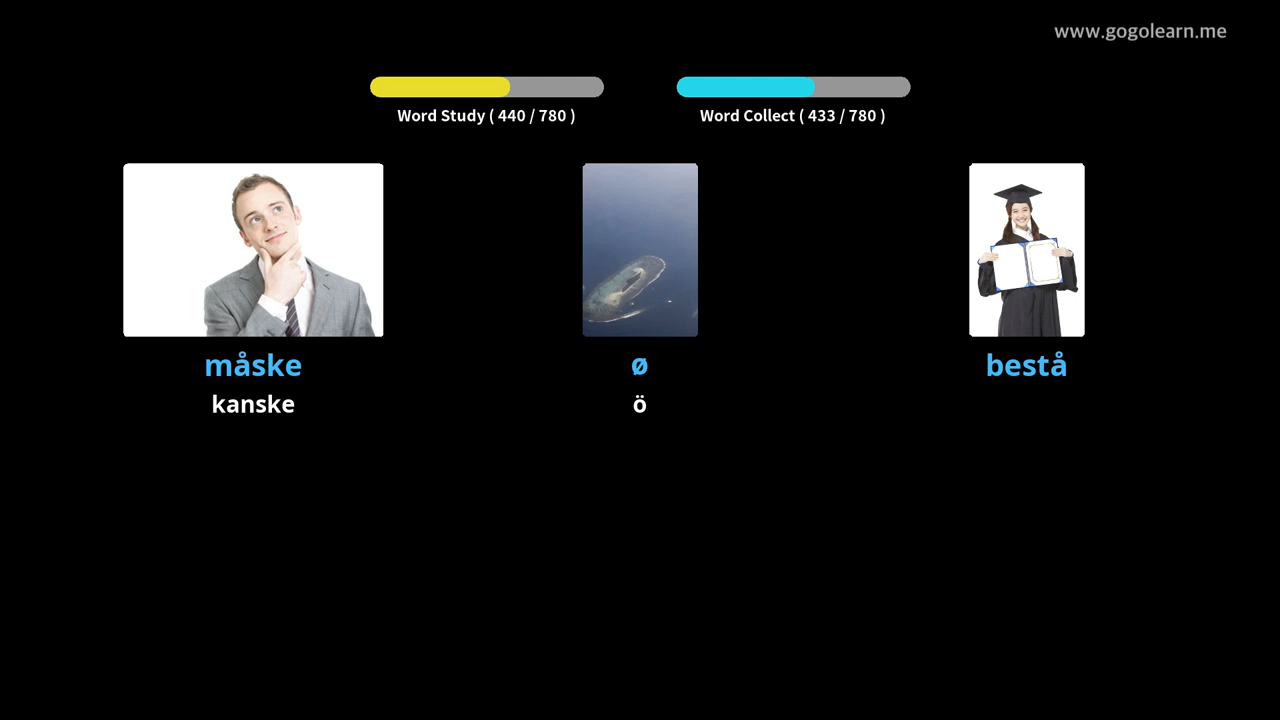 www.gogolearn.me
Word Study ( 440 / 780 )
Word Collect ( 433 / 780 )
måske
ø
bestå
kanske
ö